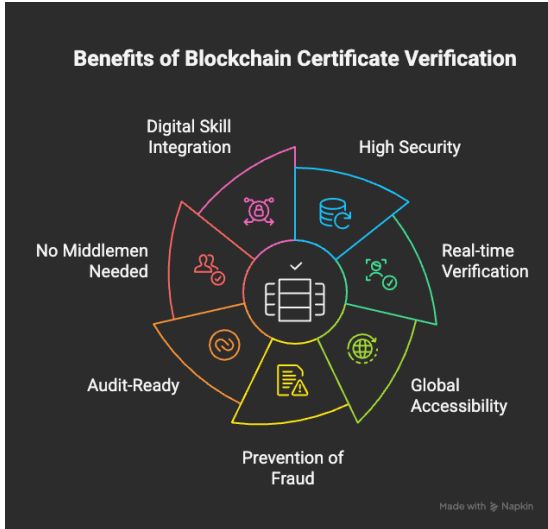 Benefits of Blockchain Certificate Verification
Digital Skill
Integration
High Security
No Middlemen
Needed
Real-time
Verification
Audit-Ready
Global
Accessibility
Prevention of
Fraud
Made with Napkin